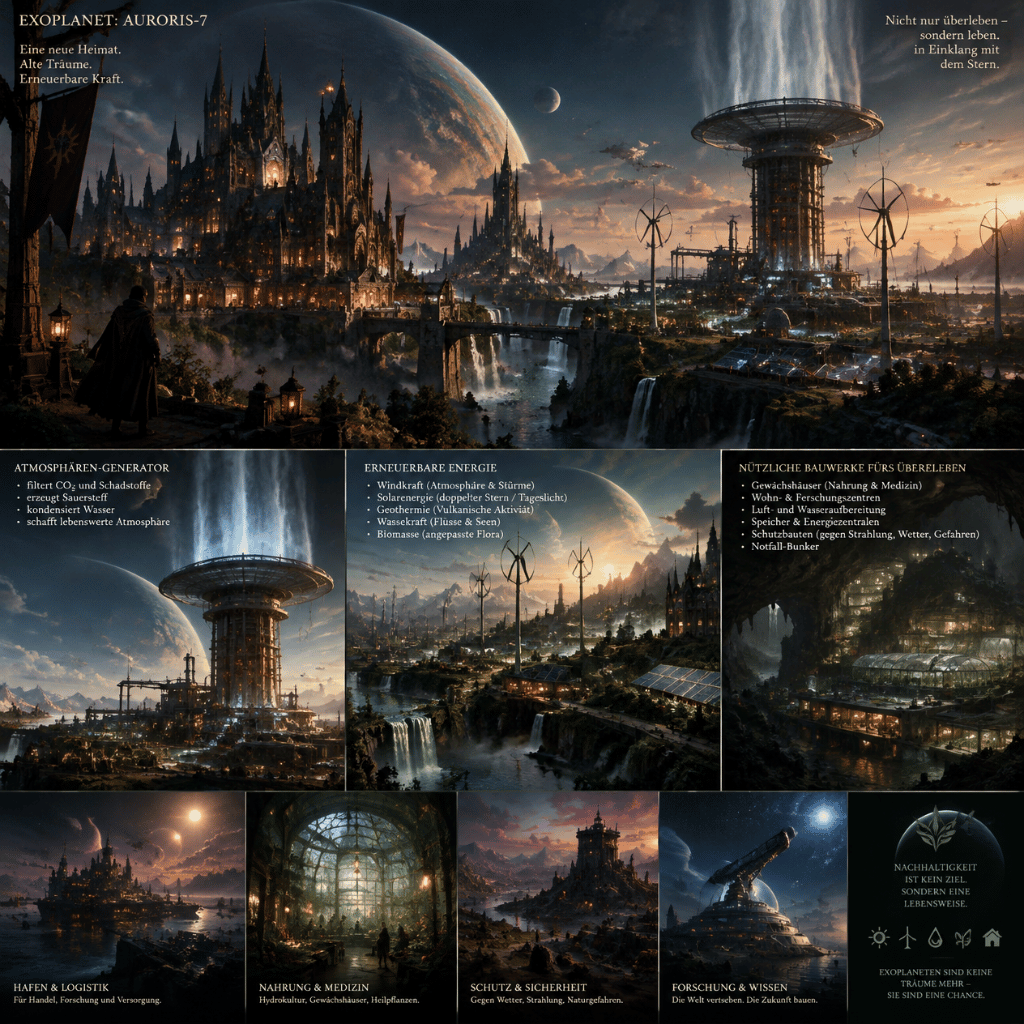 EXOPLANET: AURORIS-7
Eine neue Heimat.
Alte Träume.
Erneuerbare Kraft.
Nicht nur überleben –
sondern leben.
in Einklang mit
dem Stern.
ATMOSPHÄREN-GENERATOR
• filtert CO₂ und Schadstoffe
• erzeugt Sauersteff
• kondensiert Wasser
• schafft lebenswerte Atmosphäre
ERNEUERBARE ENERGIE
• Windkraft (Atmosphäre & Stürme)
• Solarenergie (doppelter Stern / Tageslicht)
• Geothermie (Vulkanische Aktiviät)
• Wassekraft (Flüsse & Seen)
• Biomasse (angepasste Flora)
NÜTZLICHE BAUWERKE FÜRS ÜBERLEBEN
• Gewächshäuser (Nahrung & Medizin)
• Wohn- & Ferschungszentren
• Luft- und Wasseraufbereitung
• Speicher & Energiezentralen
• Schutzbauten (gegen Strahlung, Wetter, Gefahren)
• Notfall-Bunker
HAFEN & LOGISTIK
Für Handel, Forschung und Versorgung.
NAHRUNG & MEDIZIN
Hydrokultur, Gewächshäuser, Heilpflanzen.
SCHUTZ & SICHERHEIT
Gegen Wetter, Strahlung, Naturgefahren.
FORSCHUNG & WISSEN
Die Welt vertseben. Die Zukunft bauen.
NACHHALTIGKEIT
IST KEIN ZIEL.
SONDERN EINE
LEBENSWEISE.
EXOPLANETEN SIND KEINE
TRÄUME MEHR –
SIE SIND EINE CHANCE.